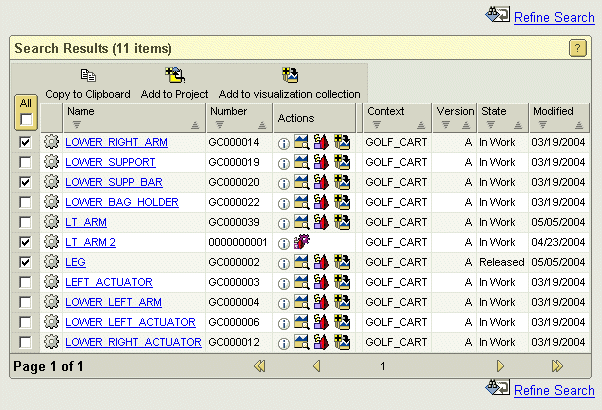 Refine Search
Search Results (11 items) ?
Copy to Clipboard Add to Project Add to visualization collection
All Name Number Actions Context Version State Modified
LOWER_RIGHT_ARM GC000014 GOLF_CART A In Work 03/19/2004
LOWER_SUPPORT GC000019 GOLF_CART A In Work 03/19/2004
LOWER_SUPP_BAR GC000020 GOLF_CART A In Work 03/19/2004
LOWER_BAG_HOLDER GC000022 GOLF_CART A In Work 03/19/2004
LT_ARM GC000039 GOLF_CART A In Work 05/05/2004
LT_ARM 2 0000000001 GOLF_CART A In Work 04/23/2004
LEG GC000002 GOLF_CART A Released 05/05/2004
LEFT_ACTUATOR GC000003 GOLF_CART A In Work 03/19/2004
LOWER_LEFT_ARM GC000004 GOLF_CART A In Work 03/19/2004
LOWER_LEFT_ACTUATOR GC000006 GOLF_CART A In Work 03/19/2004
LOWER_RIGHT_ACTUATOR GC000012 GOLF_CART A In Work 03/19/2004
Page 1 of 1 1
Refine Search